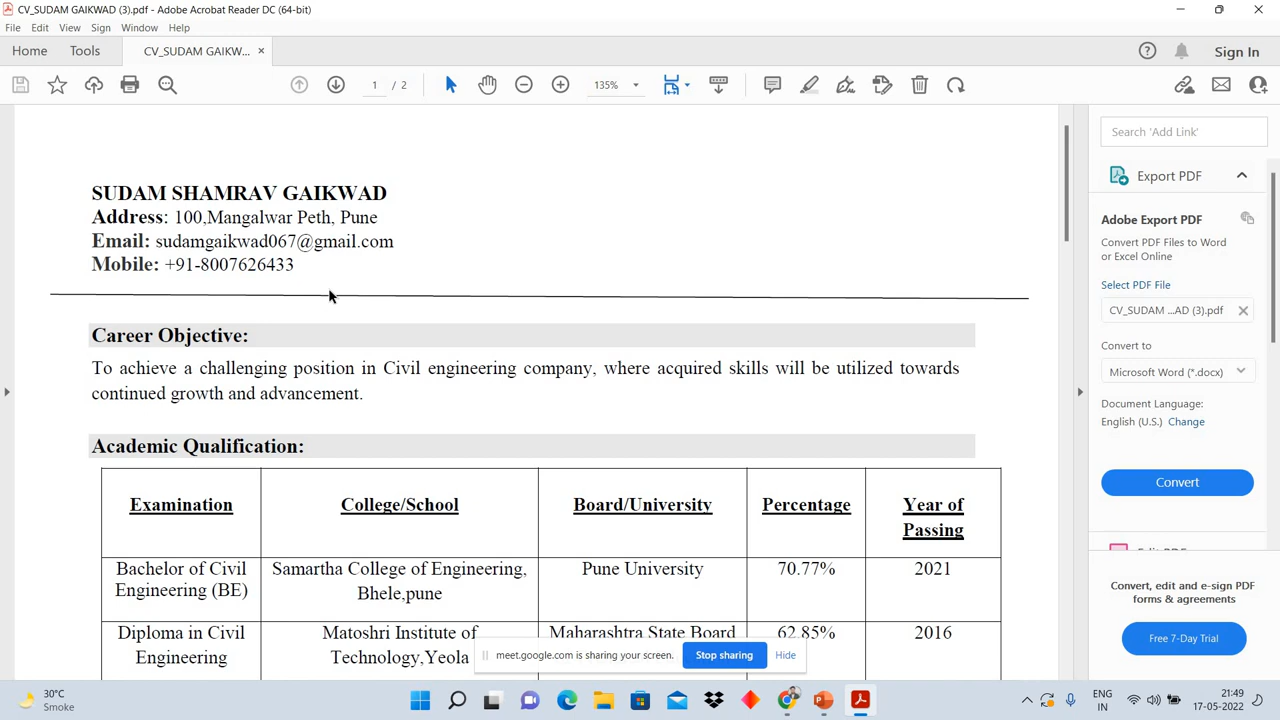 CV_SUDAM GAIKWAD (3).pdf - Adobe Acrobat Reader DC (64-bit)
File Edit View Sign Window Help
Home Tools CV_SUDAM GAIKW... × Sign In
1 / 2 135%
SUDAM SHAMRAV GAIKWAD
Address: 100,Mangalwar Peth, Pune
Email: sudamgaikwad067@gmail.com
Mobile: +91-8007626433
Career Objective:
To achieve a challenging position in Civil engineering company, where acquired skills will be utilized towards
continued growth and advancement.
Academic Qualification:
Examination College/School Board/University Percentage Year of
Passing
Bachelor of Civil Samartha College of Engineering, Pune University 70.77% 2021
Engineering (BE) Bhele,pune
Diploma in Civil Matoshri Institute of Maharashtra State Board 62.85% 2016
Engineering Technology,Yeola
Search 'Add Link'
Export PDF
Adobe Export PDF
Convert PDF Files to Word
or Excel Online
Select PDF File
CV_SUDAM ...AD (3).pdf
Convert to
Microsoft Word (*.docx)
Document Language:
English (U.S.) Change
Convert
Convert, edit and e-sign PDF
forms & agreements
Free 7-Day Trial
meet.google.com is sharing your screen. Stop sharing Hide
30°C
Smoke
ENG
IN
21:49
17-05-2022